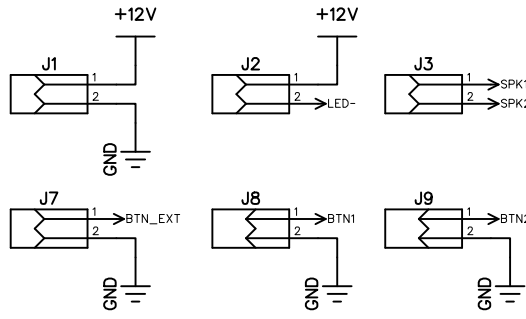 +12V
+12V
J1
J2
J3
1
1
1
SPK1
2
2
LED-
2
SPK2
GND
J7
J8
J9
1
BTN_EXT
1
BTN1
1
BTN2
2
2
2
GND
GND
GND